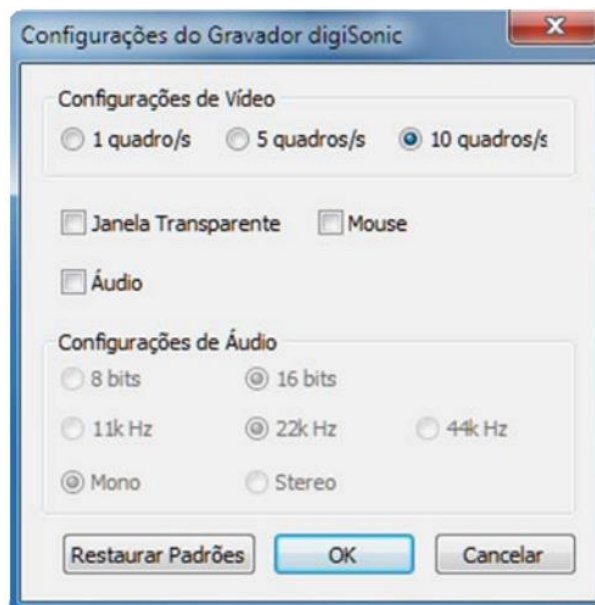 Configurações do Gravador digiSonic
Configurações de Vídeo
1 quadro/s 5 quadros/s 10 quadros/s
Janela Transparente Mouse
Áudio
Configurações de Áudio
8 bits 16 bits
11k Hz 22k Hz 44k Hz
Mono Stereo
Restaurar Padrões OK Cancelar